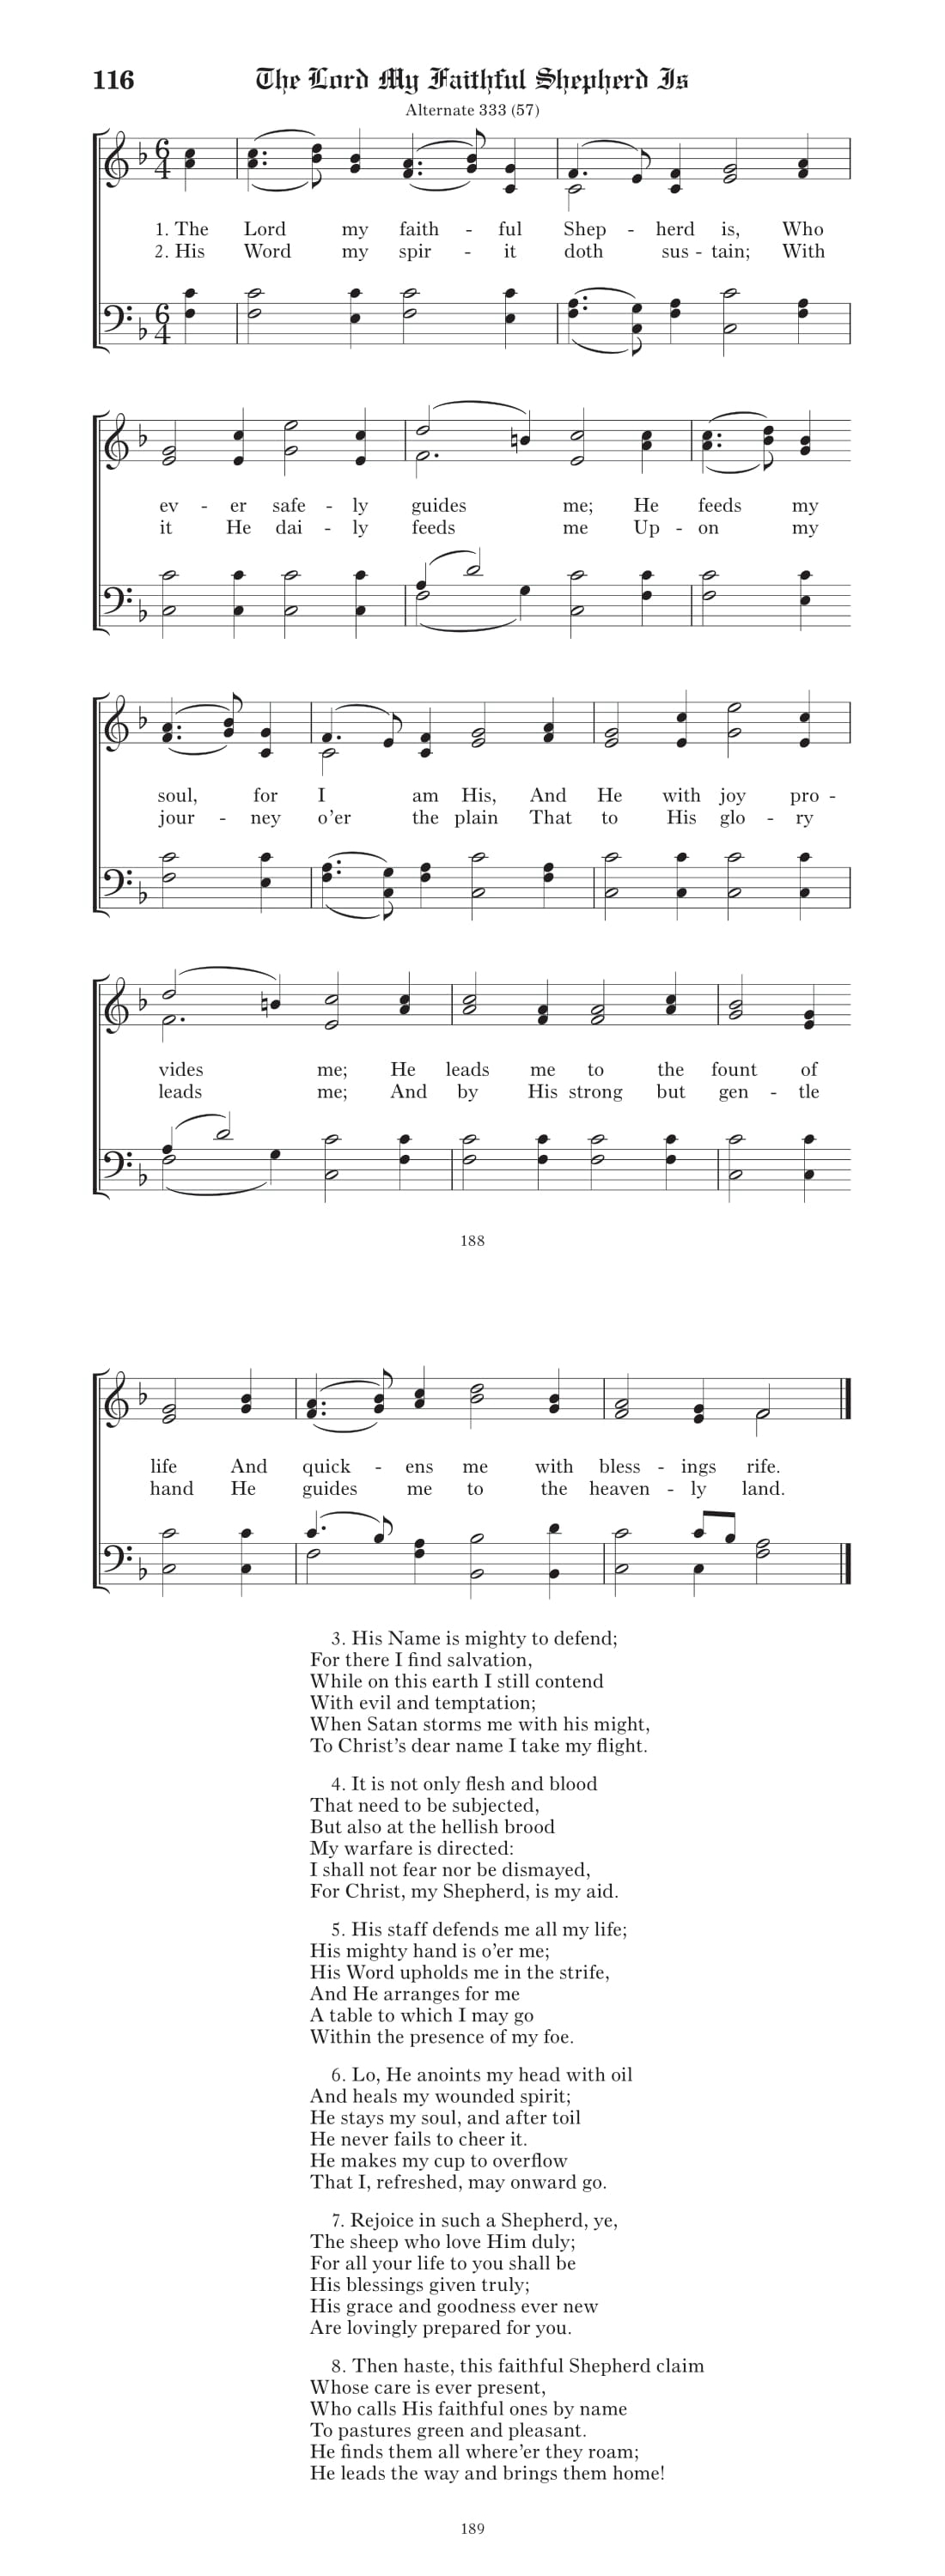 116 The Lord My Faithful Shepherd Is
Alternate 333 (57)
1. The Lord my faith - ful Shep - herd is, Who
2. His Word my spir - it doth sus - tain; With
ev - er safe - ly guides me; He feeds my
it He dai - ly feeds me Up - on my
soul, for I am His, And He with joy pro -
jour - ney o’er the plain That to His glo - ry
vides me; He leads me to the fount of
leads me; And by His strong but gen - tle
188
life And quick - ens me with bless - ings rife.
hand He guides me to the heaven - ly land.
3. His Name is mighty to defend;
For there I find salvation,
While on this earth I still contend
With evil and temptation;
When Satan storms me with his might,
To Christ’s dear name I take my flight.
4. It is not only flesh and blood
That need to be subjected,
But also at the hellish brood
My warfare is directed:
I shall not fear nor be dismayed,
For Christ, my Shepherd, is my aid.
5. His staff defends me all my life;
His mighty hand is o’er me;
His Word upholds me in the strife,
And He arranges for me
A table to which I may go
Within the presence of my foe.
6. Lo, He anoints my head with oil
And heals my wounded spirit;
He stays my soul, and after toil
He never fails to cheer it.
He makes my cup to overflow
That I, refreshed, may onward go.
7. Rejoice in such a Shepherd, ye,
The sheep who love Him duly;
For all your life to you shall be
His blessings given truly;
His grace and goodness ever new
Are lovingly prepared for you.
8. Then haste, this faithful Shepherd claim
Whose care is ever present,
Who calls His faithful ones by name
To pastures green and pleasant.
He finds them all where’er they roam;
He leads the way and brings them home!
189